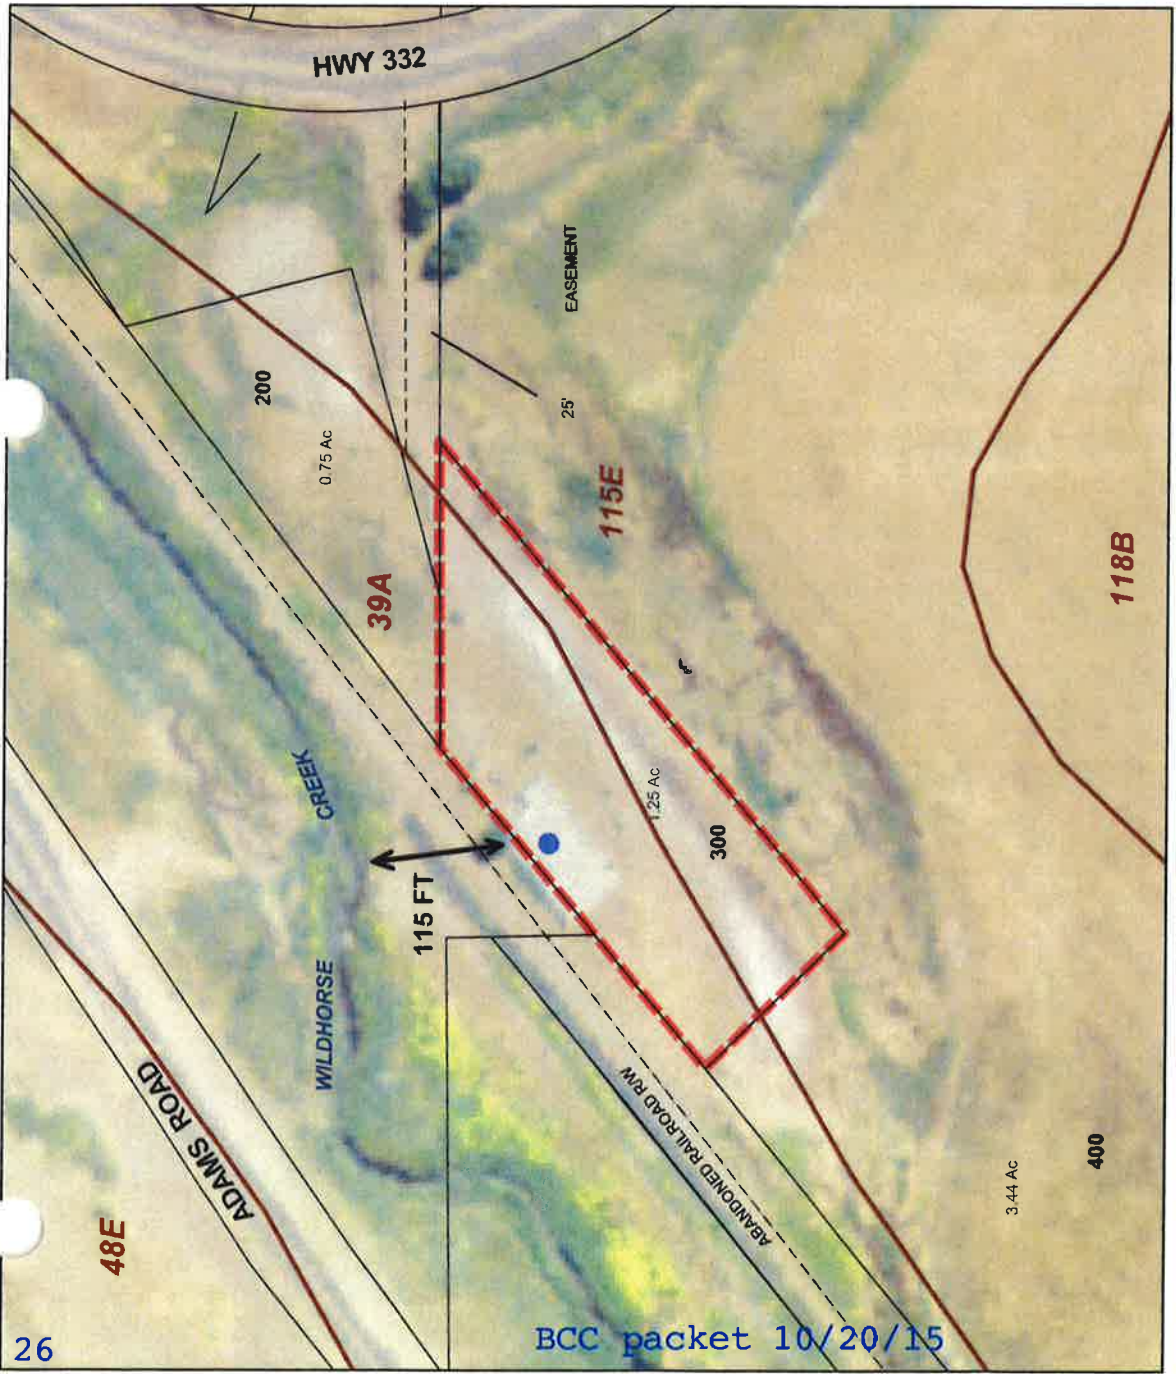 HWY 332
EASEMENT
25'
200
0.75 Ac
39A
115E
118B
CREEK
WILDHORSE
115 FT
1.25 Ac
300
ADAMS ROAD
ABANDONED RAILROAD R/W
48E
3.44 Ac
400
26
BCC packet 10/20/15